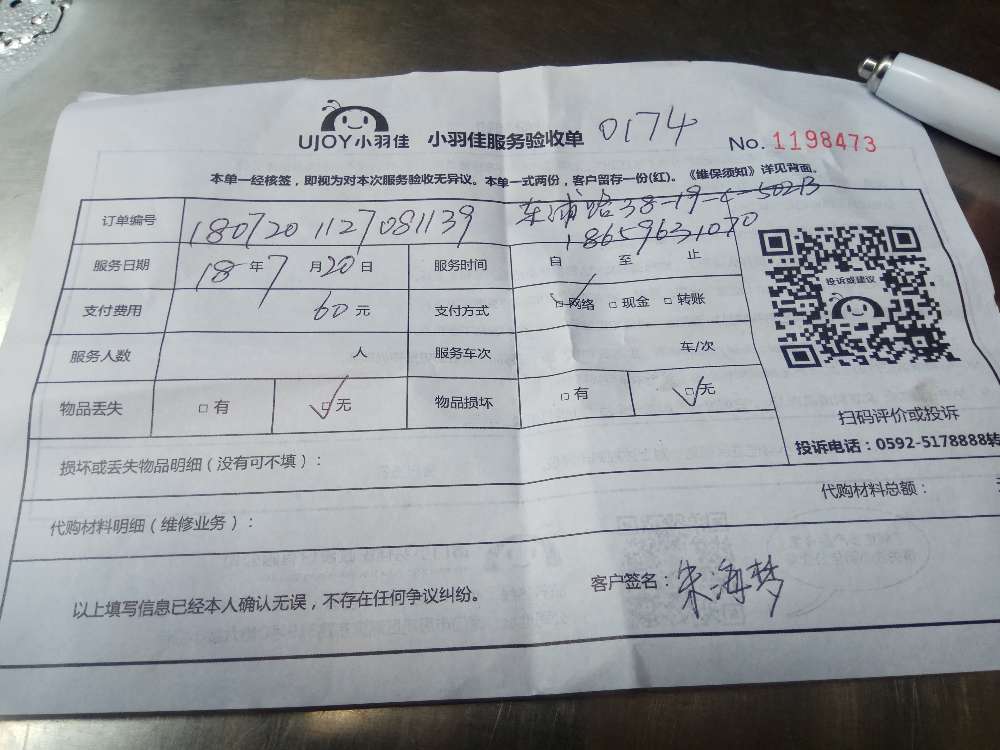 UJOY小羽佳 小羽佳服务验收单 0174 No. 1198473
本单一经核签，即视为对本次服务验收无异议。本单一式两份，客户留存一份(红)。《维保须知》详见背面。
订单编号 180720 1127081139 东浦路38-19-C-502B
18659631070
服务日期 18年7月20日 服务时间 自 至 止
支付费用 60元 支付方式 □网络 □现金 □转账
投诉或建议
服务人数 人 服务车次 车/次
物品丢失 □有 □无 物品损坏 □有 □无
扫码评价或投诉
投诉电话：0592-5178888转
损坏或丢失物品明细（没有可不填）：
代购材料总额：
代购材料明细（维修业务）：
以上填写信息已经本人确认无误，不存在任何争议纠纷。 客户签名：朱海梦